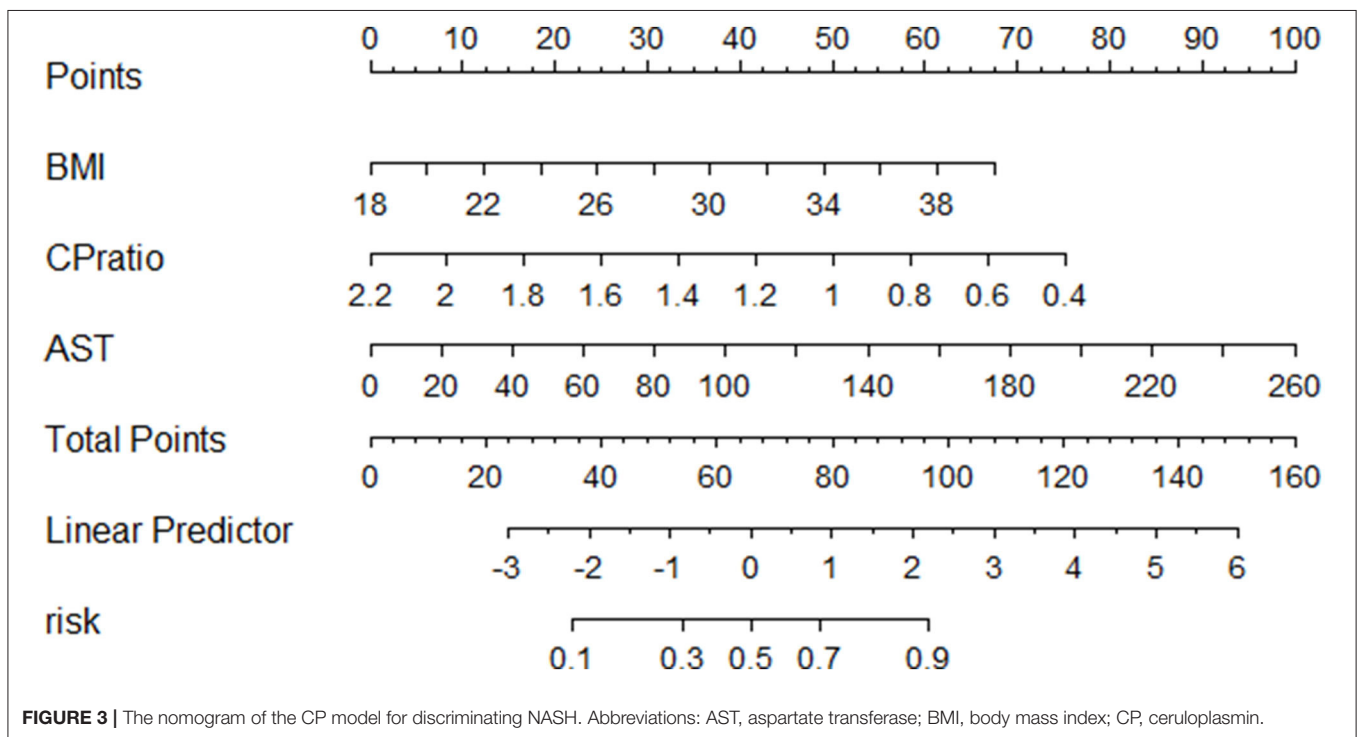 0 10 20 30 40 50 60 70 80 90 100
Points
BMI
18 22 26 30 34 38
CPratio
2.2 2 1.8 1.6 1.4 1.2 1 0.8 0.6 0.4
AST
0 20 40 60 80 100 140 180 220 260
Total Points
0 20 40 60 80 100 120 140 160
Linear Predictor
-3 -2 -1 0 1 2 3 4 5 6
risk
0.1 0.3 0.5 0.7 0.9
FIGURE 3 | The nomogram of the CP model for discriminating NASH. Abbreviations: AST, aspartate transferase; BMI, body mass index; CP, ceruloplasmin.